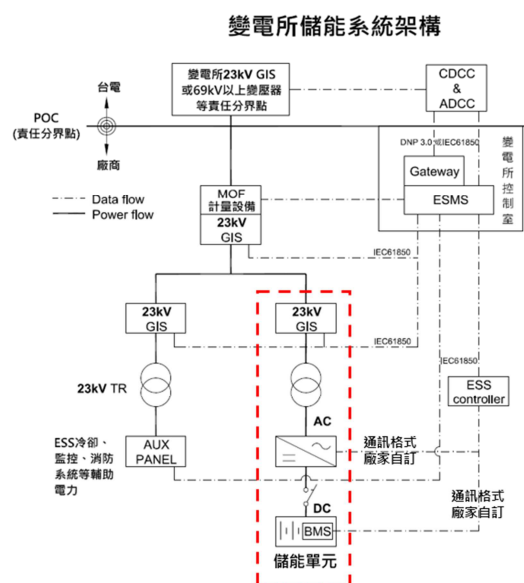 變電所儲能系統架構
變電所23kV GIS
或69kV以上變壓器
等責任分界點
CDCC
&
ADCC
台電
POC
(責任分界點)
廠商
DNP 3.0 或IEC61850
變電所控制室
Gateway
ESMS
Data flow
Power flow
MOF
計量設備
23kV
GIS
IEC61850
23kV
GIS
23kV
GIS
IEC61850
IEC61850
23kV TR
ESS
controller
AC
ESS冷卻、
監控、消防
系統等輔助
電力
AUX
PANEL
通訊格式
廠家自訂
通訊格式
廠家自訂
DC
BMS
儲能單元